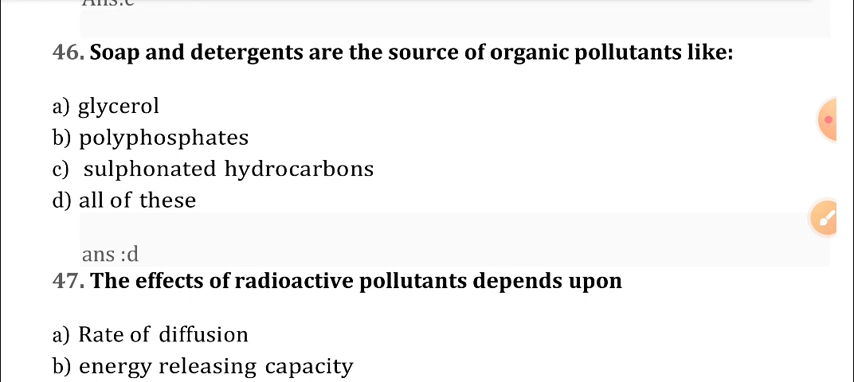 46. Soap and detergents are the source of organic pollutants like:
a) glycerol
b) polyphosphates
c) sulphonated hydrocarbons
d) all of these
ans :d
47. The effects of radioactive pollutants depends upon
a) Rate of diffusion
b) energy releasing capacity